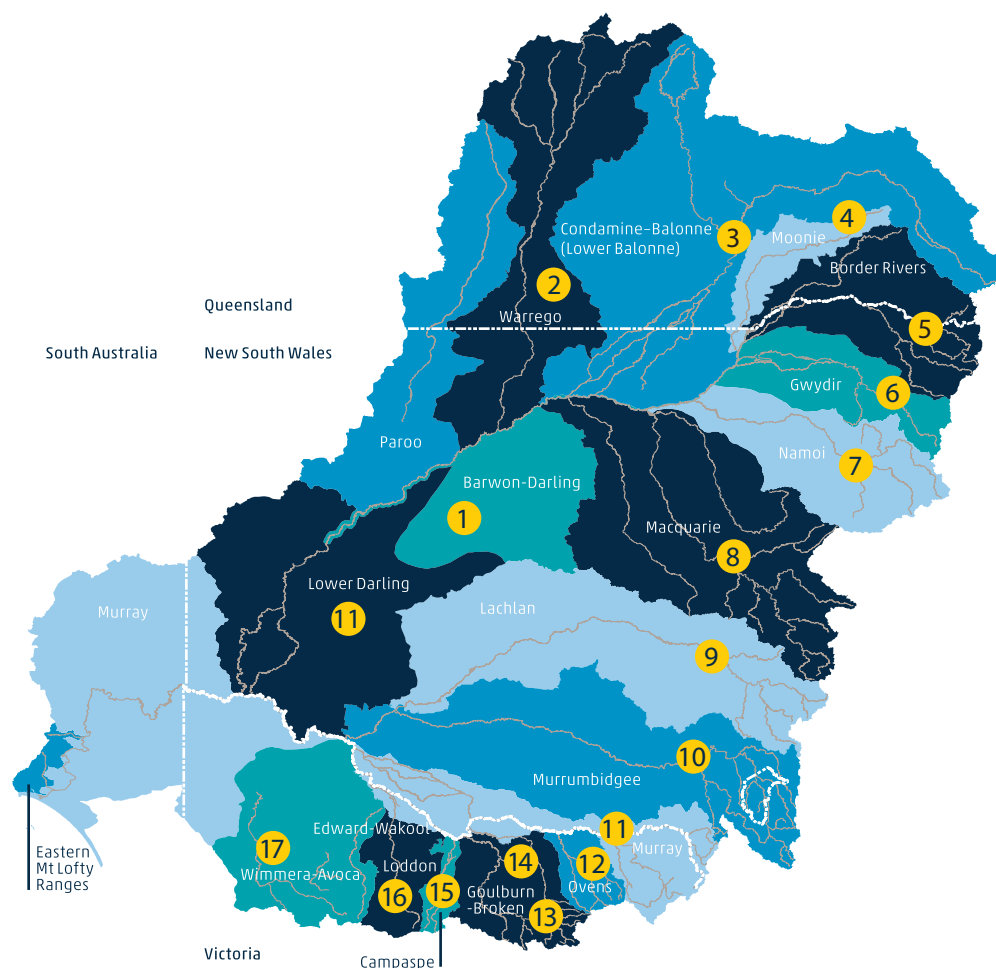 Condamine–Balonne
(Lower Balonne)
3
4
Moonie
Border Rivers
2
Warrego
Queensland
5
South Australia
New South Wales
Gwydir
6
Paroo
Namoi
7
Barwon-Darling
1
Macquarie
8
Lower Darling
11
Murray
Lachlan
9
10
Murrumbidgee
Edward-Wakool
11
Murray
17
Wimmera-Avoca
Loddon
16
15
14
Goulburn
-Broken
13
12
Ovens
Eastern
Mt Lofty
Ranges
Victoria
Campaspe